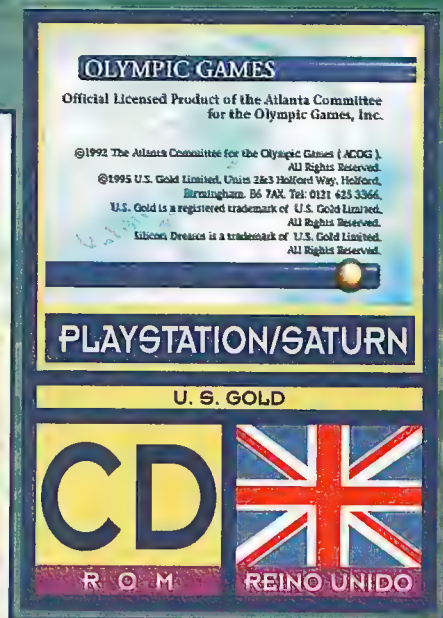 OLYMPIC GAMES
Official Licensed Product of the Atlanta Committee
for the Olympic Games, Inc.
©1992 The Atlanta Committee for the Olympic Games ( ACOG ).
All Rights Reserved.
©1995 U.S. Gold Limited, Units 2&3 Holford Way, Holford,
Birmingham. B6 7AX. Tel: 0121 625 3366.
U.S. Gold is a registered trademark of U.S. Gold Limited.
All Rights Reserved.
Silicon Dreams is a trademark of U.S. Gold Limited.
All Rights Reserved.
PLAYSTATION/SATURN
U. S. GOLD
CD
ROM
REINO UNIDO